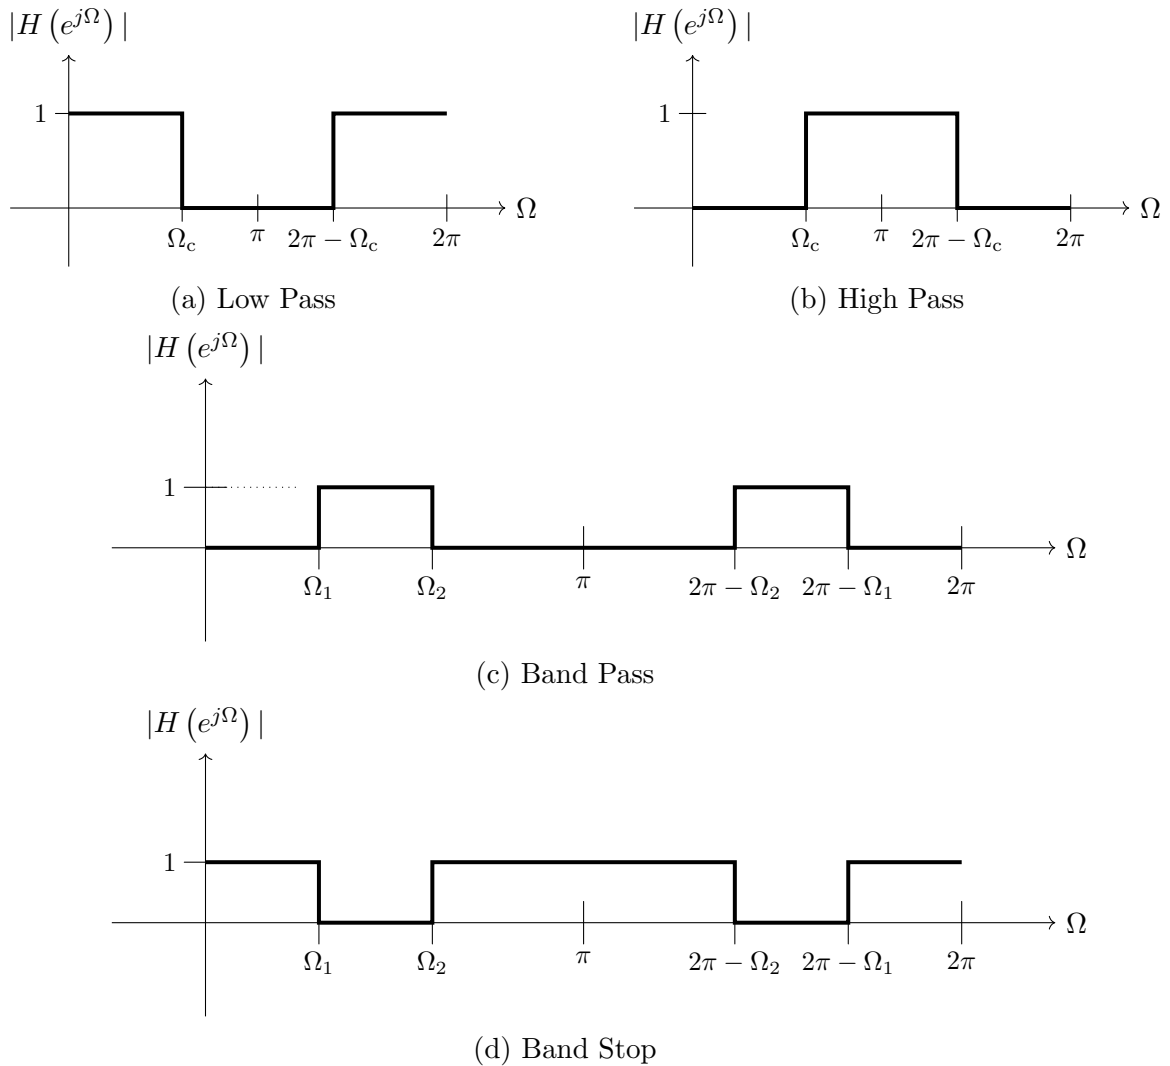 |H (e^{jΩ}) |
1
Ω
Ω_c
π
2π − Ω_c
2π
(a) Low Pass
|H (e^{jΩ}) |
1
Ω
Ω_c
π
2π − Ω_c
2π
(b) High Pass
|H (e^{jΩ}) |
1
Ω
Ω_1
Ω_2
π
2π − Ω_2
2π − Ω_1
2π
(c) Band Pass
|H (e^{jΩ}) |
1
Ω
Ω_1
Ω_2
π
2π − Ω_2
2π − Ω_1
2π
(d) Band Stop